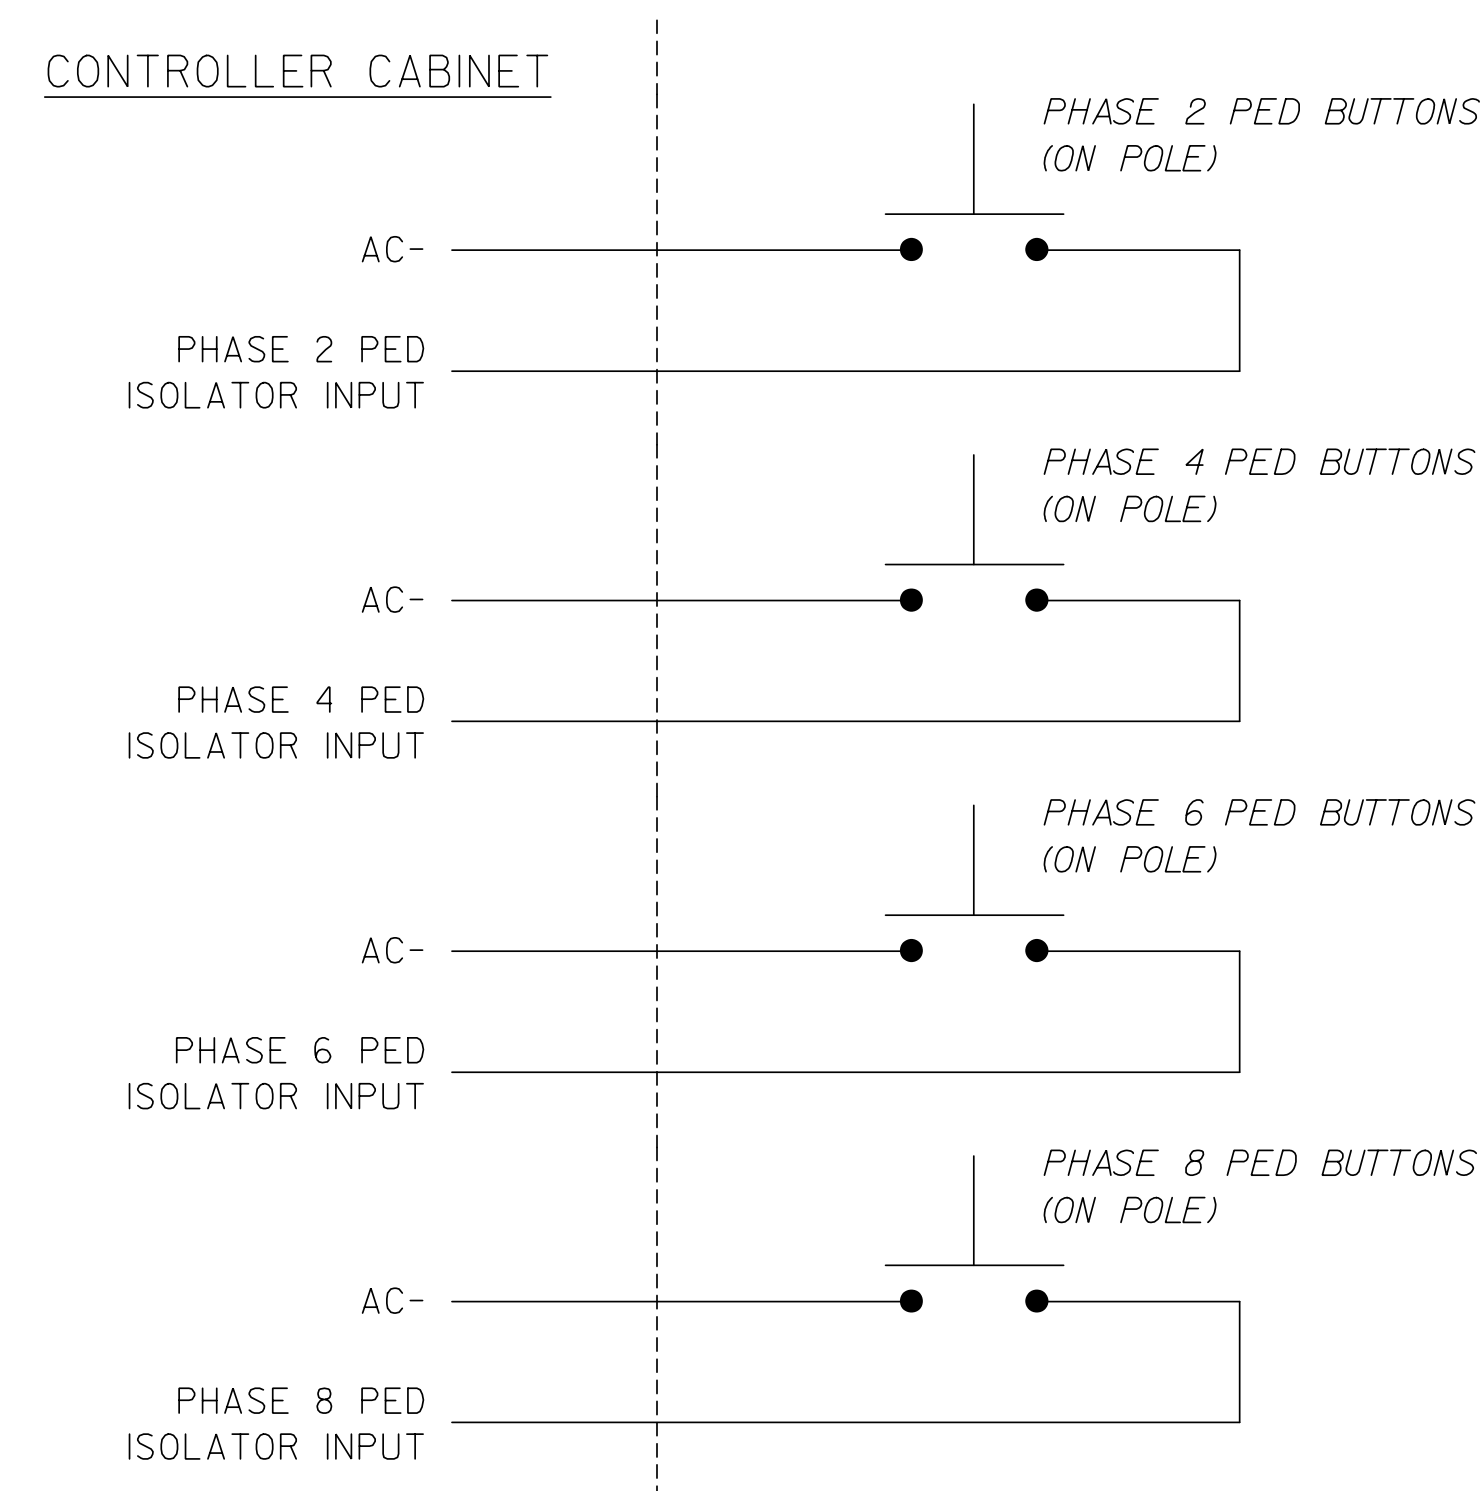 CONTROLLER CABINET
PHASE 2 PED BUTTONS
(ON POLE)
AC-
PHASE 2 PED
ISOLATOR INPUT
PHASE 4 PED BUTTONS
(ON POLE)
AC-
PHASE 4 PED
ISOLATOR INPUT
PHASE 6 PED BUTTONS
(ON POLE)
AC-
PHASE 6 PED
ISOLATOR INPUT
PHASE 8 PED BUTTONS
(ON POLE)
AC-
PHASE 8 PED
ISOLATOR INPUT